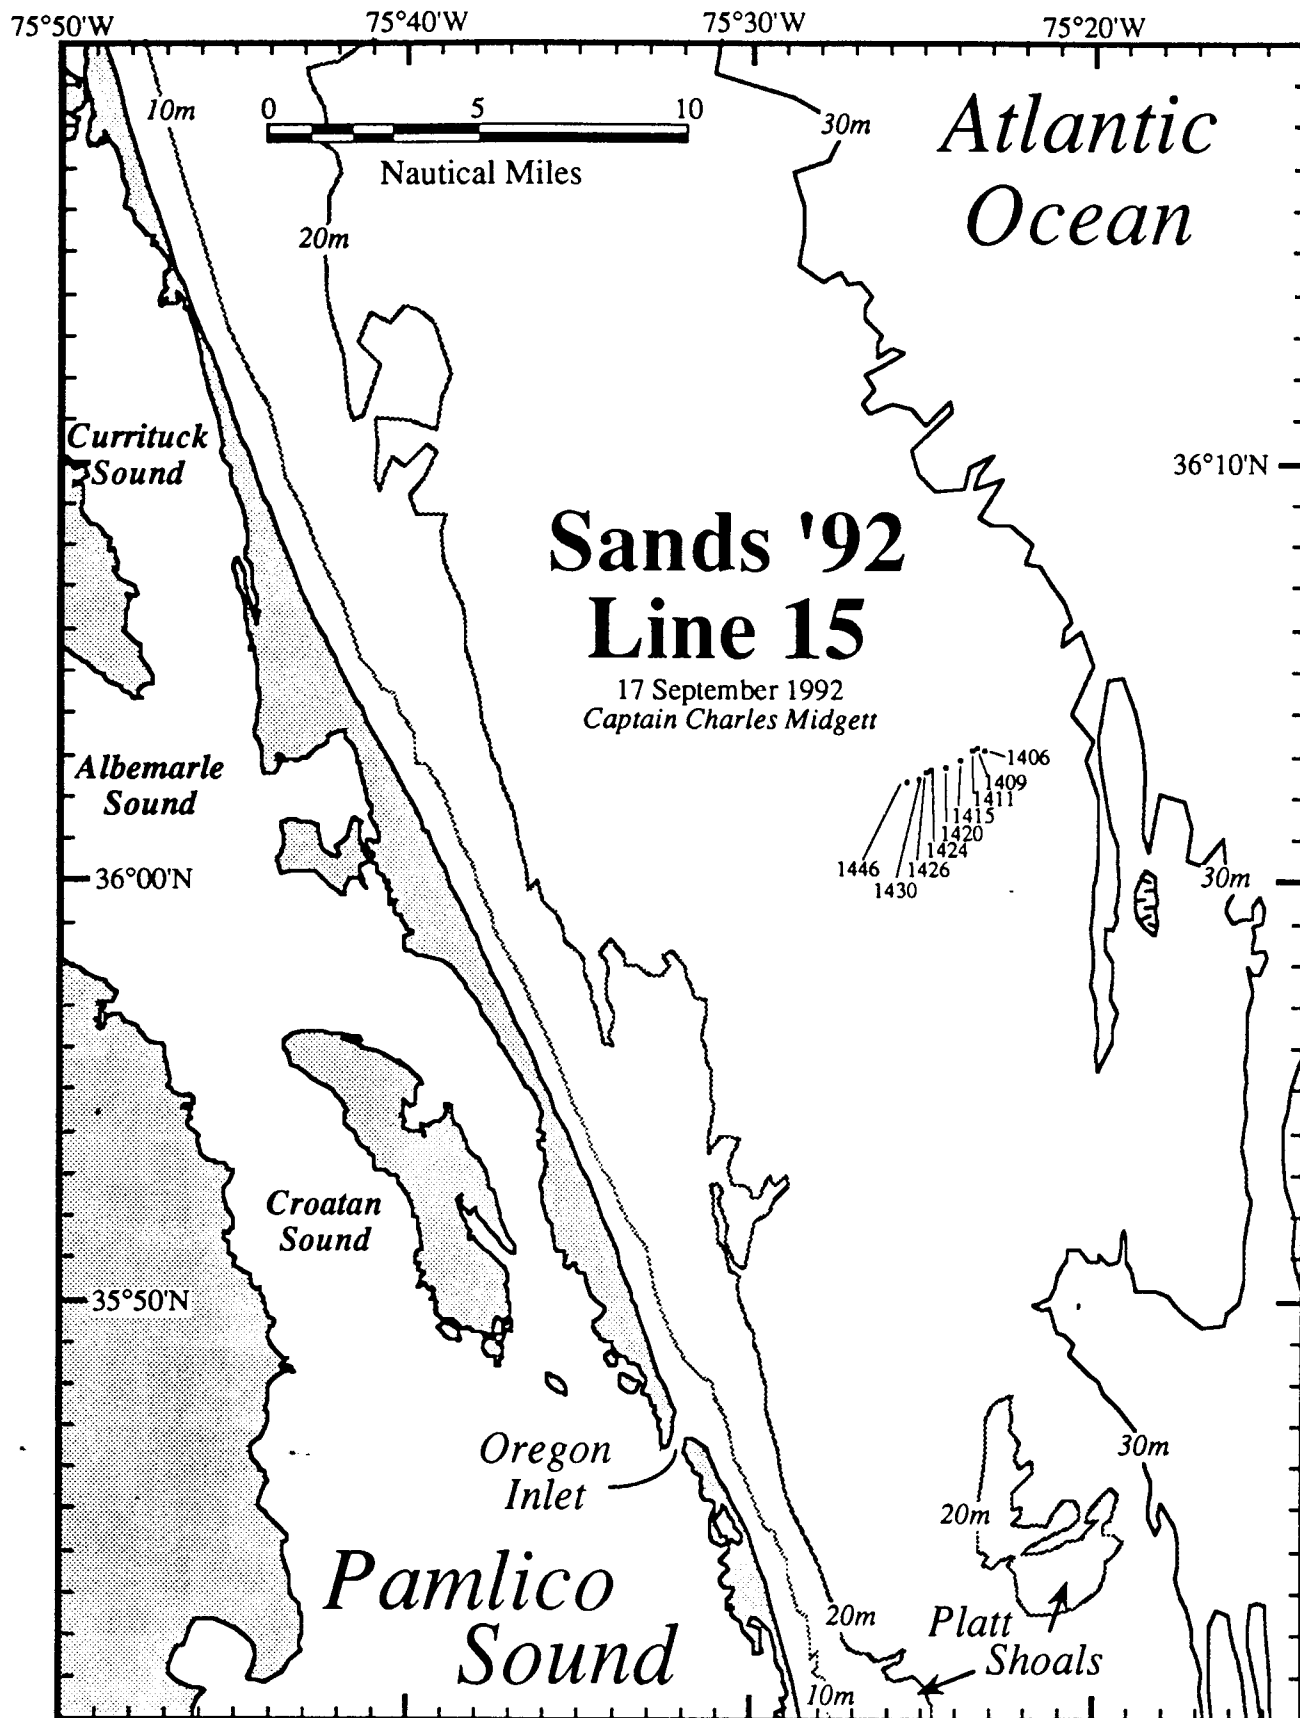 75°50'W 75°40'W 75°30'W 75°20'W
10m
0 5 10
Nautical Miles
30m
Atlantic
Ocean
20m
Currituck
Sound
36°10'N
Sands '92
Line 15
17 September 1992
Captain Charles Midgett
Albemarle
Sound
1406
1409
1411
1415
1420
1424
1426
1430
1446
36°00'N
30m
Croatan
Sound
35°50'N
30m
Oregon
Inlet
20m
Pamlico
Sound
20m
Platt
Shoals
10m